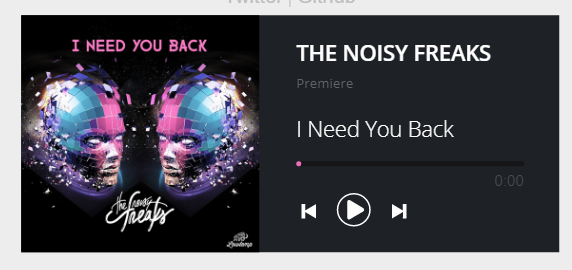 Twitter | Github
I NEED YOU BACK
the noisy
freaks
THE NOISY FREAKS
Premiere
I Need You Back
0:00